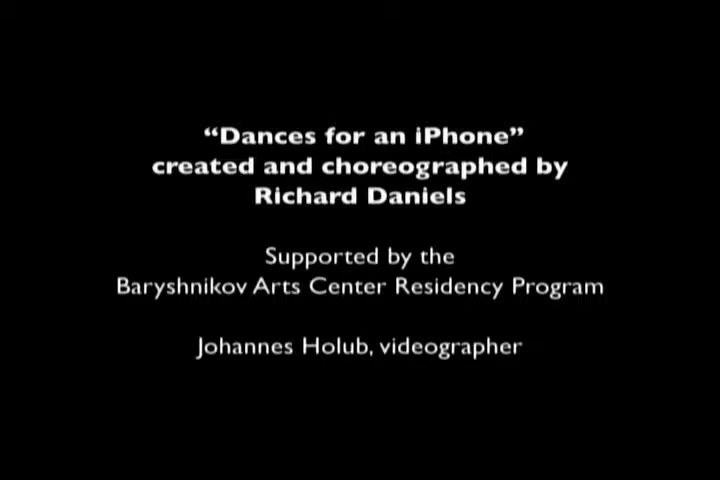 “Dances for an iPhone”
created and choreographed by
Richard Daniels
Supported by the
Baryshnikov Arts Center Residency Program
Johannes Holub, videographer